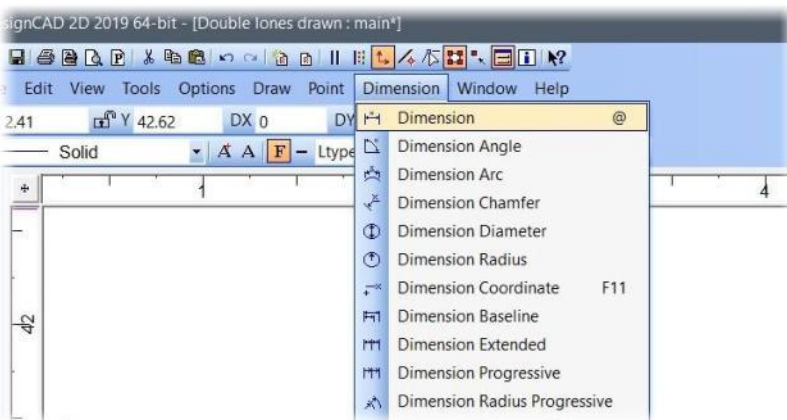 signCAD 2D 2019 64-bit - [Double lones drawn : main*]
Edit View Tools Options Draw Point Dimension Window Help
2.41 Y 42.62 DX 0 DY
Solid A A F Ltype
Dimension @
Dimension Angle
Dimension Arc
Dimension Chamfer
Dimension Diameter
Dimension Radius
Dimension Coordinate F11
Dimension Baseline
Dimension Extended
Dimension Progressive
Dimension Radius Progressive
1 4
42